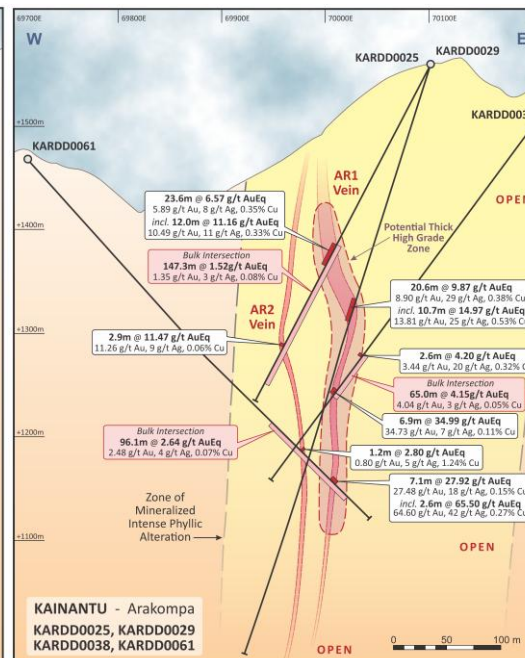 69700E 69800E 69900E 70000E 70100E
W
KARDD0029
KARDD0025
KARDD0061
+1500m
+1400m
+1300m
+1200m
+1100m
AR1
Vein
23.6m @ 6.57 g/t AuEq
5.89 g/t Au, 8 g/t Ag, 0.35% Cu
incl. 12.0m @ 11.16 g/t AuEq
10.49 g/t Au, 11 g/t Ag, 0.33% Cu
OPEN
Potential Thick
High Grade
Zone
Bulk Intersection
147.3m @ 1.52g/t AuEq
1.35 g/t Au, 3 g/t Ag, 0.08% Cu
20.6m @ 9.87 g/t AuEq
8.90 g/t Au, 29 g/t Ag, 0.38% Cu
incl. 10.7m @ 14.97 g/t AuEq
13.81 g/t Au, 25 g/t Ag, 0.53% Cu
AR2
Vein
2.9m @ 11.47 g/t AuEq
11.26 g/t Au, 9 g/t Ag, 0.06% Cu
2.6m @ 4.20 g/t AuEq
3.44 g/t Au, 20 g/t Ag, 0.32% Cu
Bulk Intersection
65.0m @ 4.15g/t AuEq
4.04 g/t Au, 3 g/t Ag, 0.05% Cu
6.9m @ 34.99 g/t AuEq
34.73 g/t Au, 7 g/t Ag, 0.11% Cu
Bulk Intersection
96.1m @ 2.64 g/t AuEq
2.48 g/t Au, 4 g/t Ag, 0.07% Cu
1.2m @ 2.80 g/t AuEq
0.80 g/t Au, 5 g/t Ag, 1.24% Cu
7.1m @ 27.92 g/t AuEq
27.48 g/t Au, 18 g/t Ag, 0.15% Cu
incl. 2.6m @ 65.50 g/t AuEq
64.60 g/t Au, 42 g/t Ag, 0.27% Cu
Zone of
Mineralized
Intense Phyllic
Alteration
OPEN
KAINANTU - Arakompa
KARDD0025, KARDD0029
KARDD0038, KARDD0061
OPEN
0 50 100 m